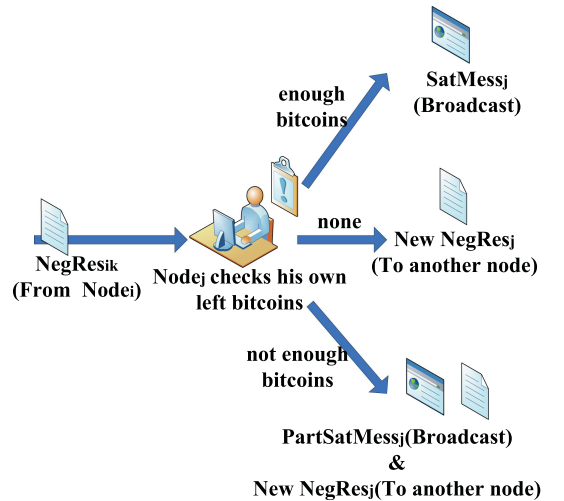 enough
bitcoins
SatMessj
(Broadcast)
NegResik
(From Nodei)
Nodej checks his own
left bitcoins
none
New NegResj
(To another node)
not enough
bitcoins
PartSatMessj(Broadcast)
&
New NegResj(To another node)